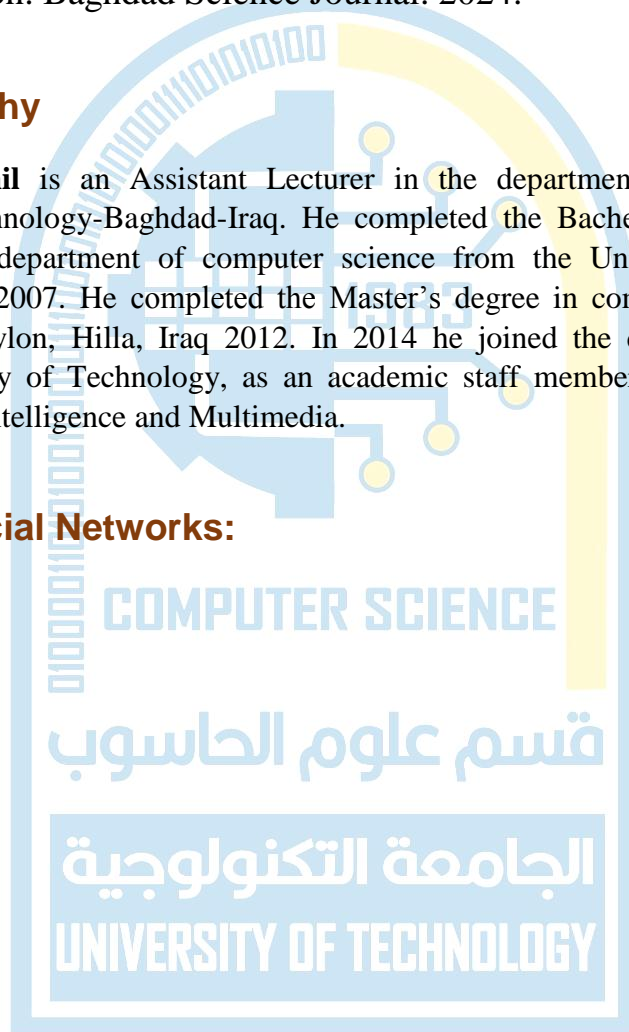 on. Baghdad Science Journal. 2024.
010000110100111101010100
hy
il is an Assistant Lecturer in the departmen
nology-Baghdad-Iraq. He completed the Bache
department of computer science from the Un
2007. He completed the Master's degree in con
1983
ylon, Hilla, Iraq 2012. In 2014 he joined the
y of Technology, as an academic staff member
ntelligence and Multimedia.
cial Networks:
COMPUTER SCIENCE
قسم علوم الحاسوب
الجامعة التكنولوجية
UNIVERSITY OF TECHNOLOGY